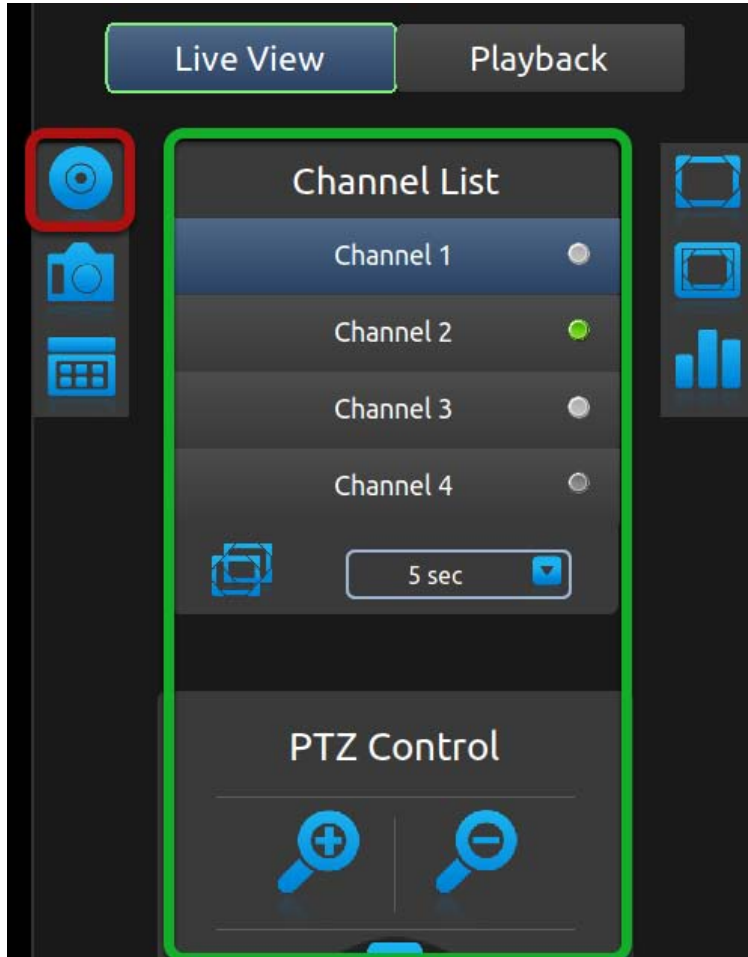 Live View
Playback
Channel List
Channel 1
Channel 2
Channel 3
Channel 4
5 sec
PTZ Control